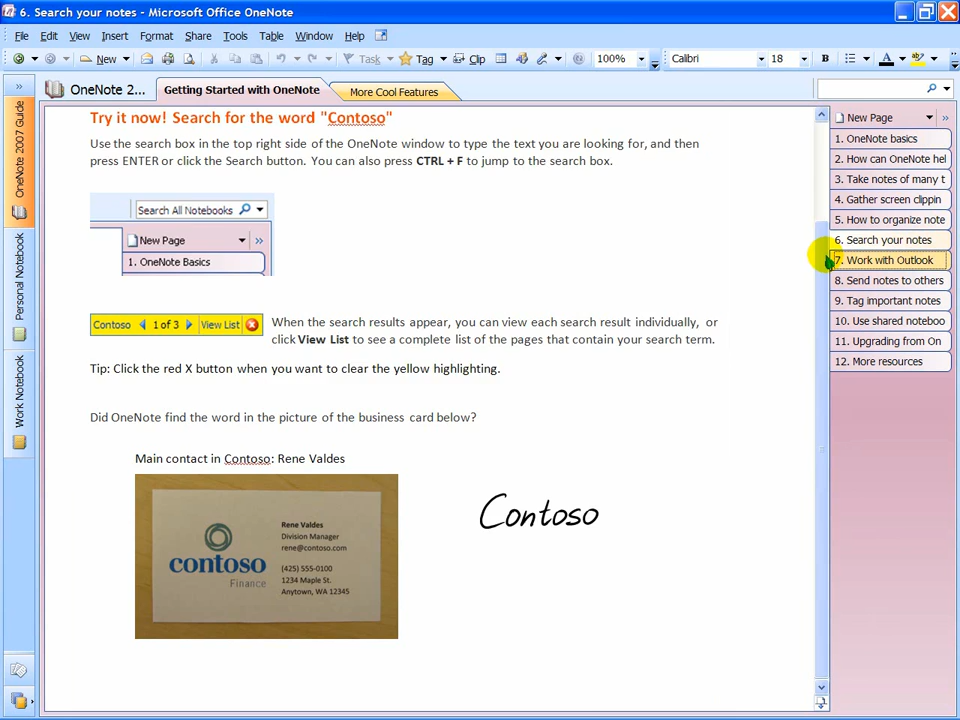 6. Search your notes - Microsoft Office OneNote
File Edit View Insert Format Share Tools Table Window Help
New Task Tag Clip 100% Calibri 18 B A ab
OneNote 2... Getting Started with OneNote More Cool Features
OneNote 2007 Guide
Personal Notebook
Work Notebook
Try it now! Search for the word "Contoso"
Use the search box in the top right side of the OneNote window to type the text you are looking for, and then
press ENTER or click the Search button. You can also press CTRL + F to jump to the search box.
Search All Notebooks
New Page
1. OneNote Basics
Contoso 1 of 3 View List
When the search results appear, you can view each search result individually, or
click View List to see a complete list of the pages that contain your search term.
Tip: Click the red X button when you want to clear the yellow highlighting.
Did OneNote find the word in the picture of the business card below?
Main contact in Contoso: Rene Valdes
contoso
Finance
Rene Valdes
Division Manager
rene@contoso.com
(425) 555-0100
1234 Maple St.
Anytown, WA 12345
Contoso
New Page
1. OneNote basics
2. How can OneNote hel
3. Take notes of many t
4. Gather screen clippin
5. How to organize note
6. Search your notes
7. Work with Outlook
8. Send notes to others
9. Tag important notes
10. Use shared noteboo
11. Upgrading from On
12. More resources